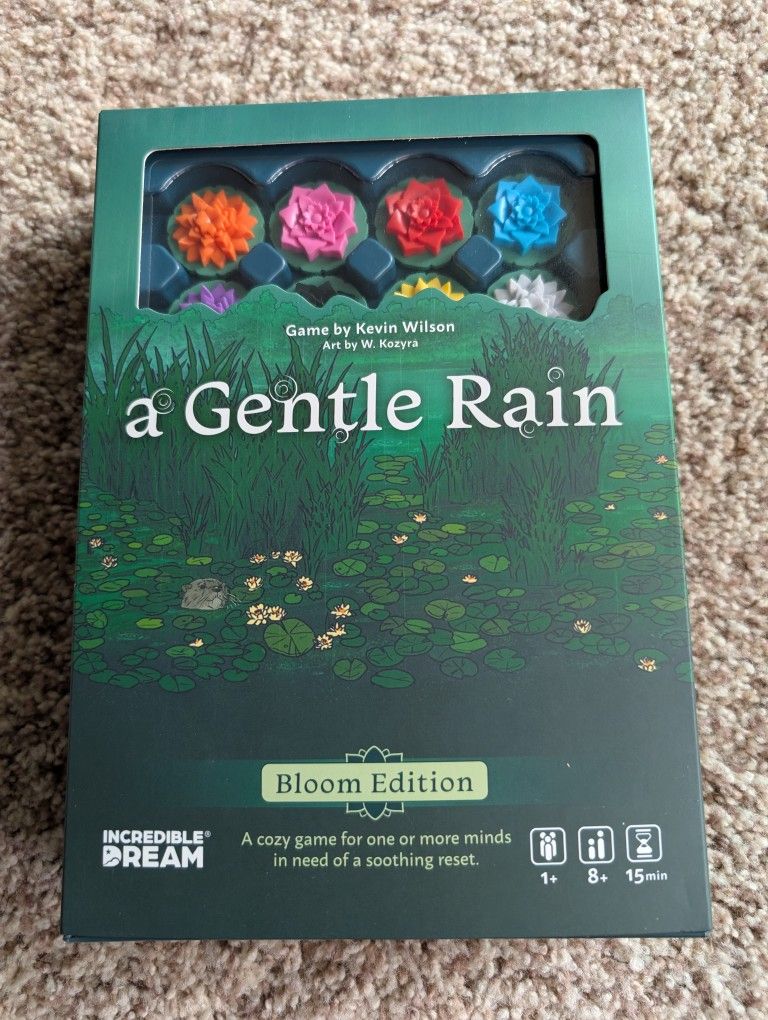 Game by Kevin Wilson
Art by W. Kozyra
a Gentle Rain
Bloom Edition
INCREDIBLE®
DREAM
A cozy game for one or more minds
in need of a soothing reset.
1+ 8+ 15min